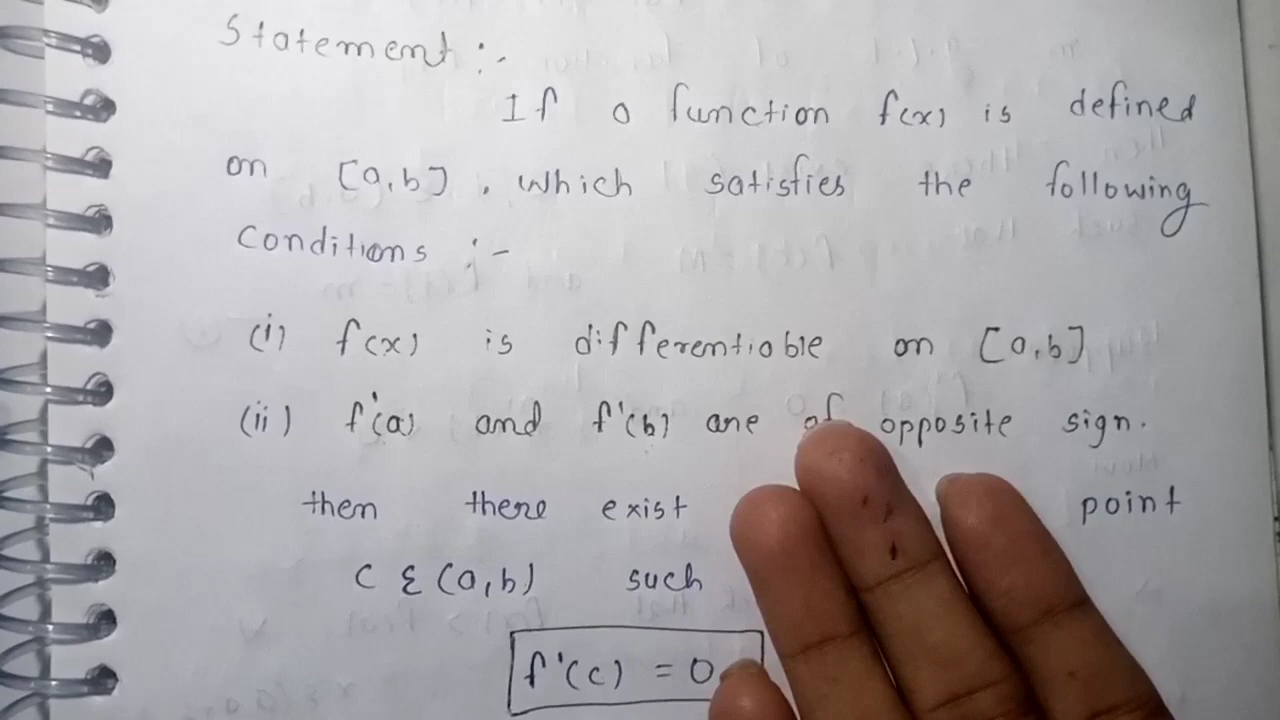 Statement :-
If a function f(x) is defined
on [a,b] , which satisfies the following
Conditions :-
(i) f(x) is differentiable on [a,b]
(ii) f'(a) and f'(b) are of opposite sign.
then there exist point
C ε (a,b) such
f'(c) = 0